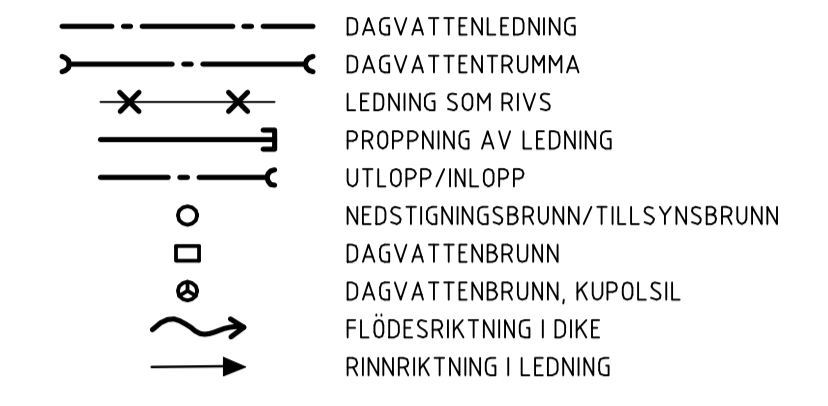 DAGVATTENLEDNING
DAGVATTENTRUMMA
LEDNING SOM RIVS
PROPPNING AV LEDNING
UTLOPP/INLOPP
NEDSTIGNINGSBRUNN/TILLSYNSBRUNN
DAGVATTENBRUNN
DAGVATTENBRUNN, KUPOLSIL
FLÖDESRIKTNING I DIKE
RINNRIKTNING I LEDNING